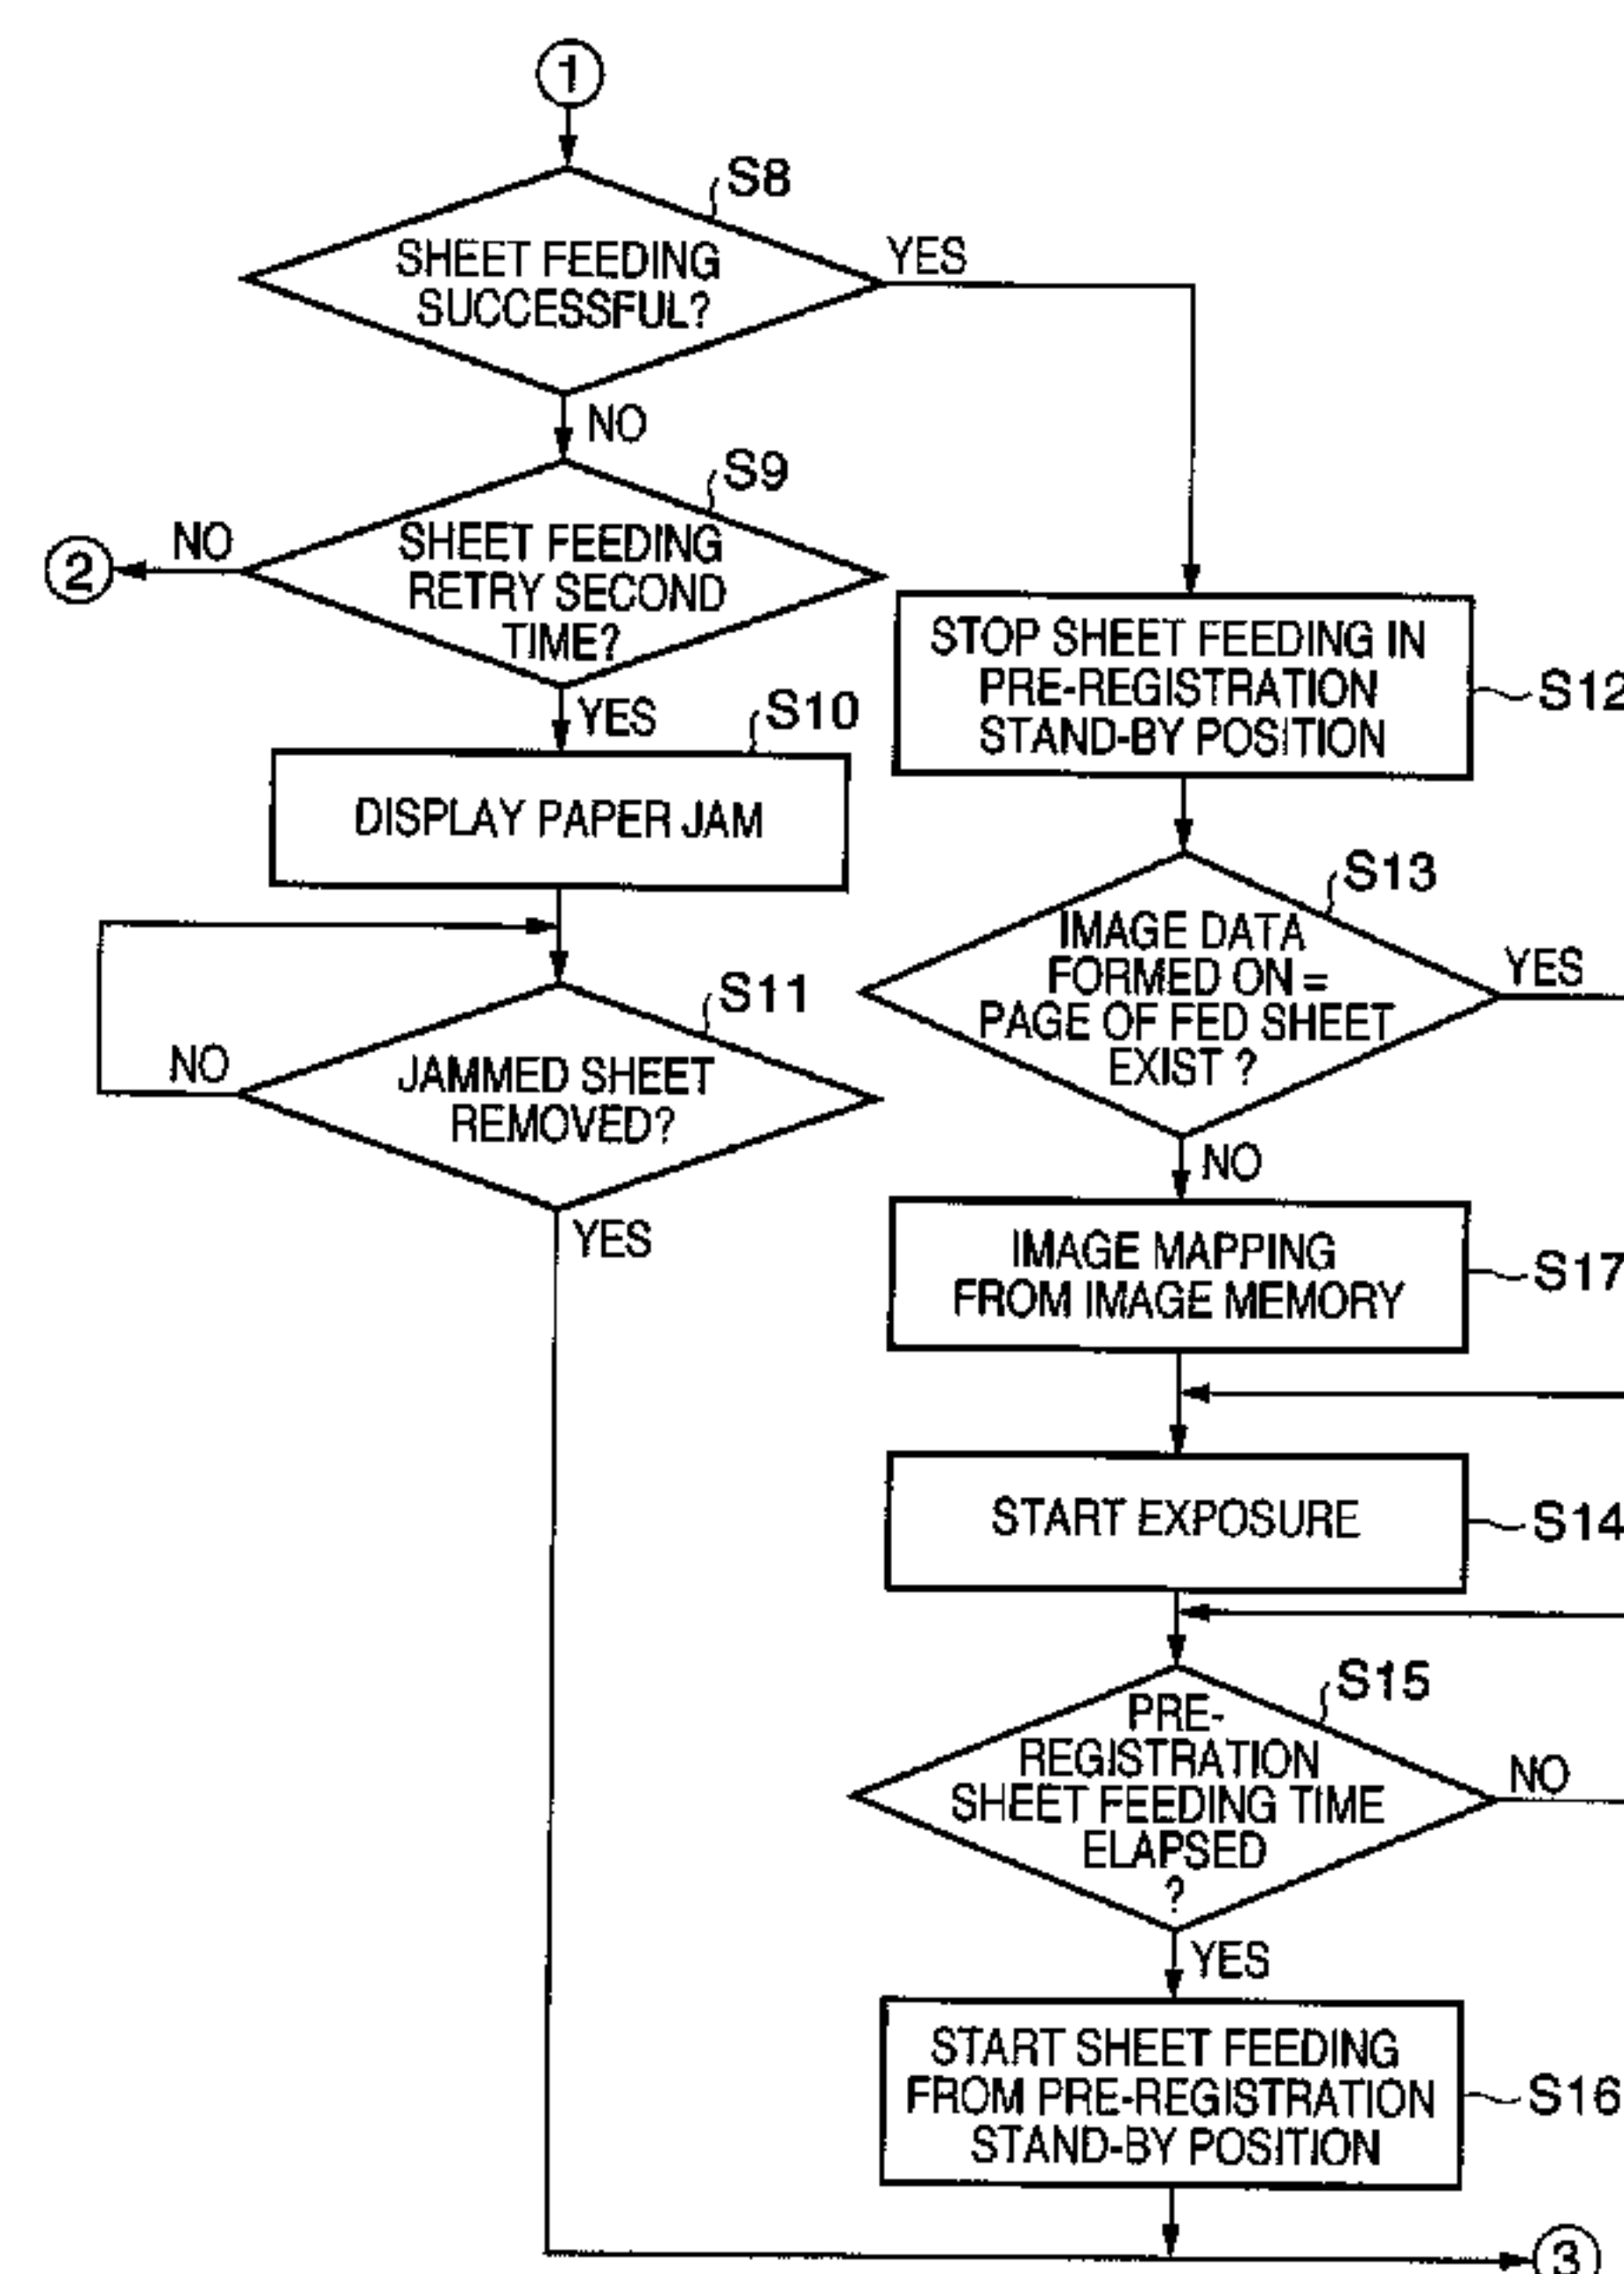 1
S8
SHEET FEEDING
SUCCESSFUL?
YES
NO
S9
SHEET FEEDING
RETRY SECOND
TIME?
NO
2
YES
S10
DISPLAY PAPER JAM
S11
JAMMED SHEET
REMOVED?
NO
YES
STOP SHEET FEEDING IN
PRE-REGISTRATION
STAND-BY POSITION
S12
S13
IMAGE DATA
FORMED ON =
PAGE OF FED SHEET
EXIST ?
YES
NO
IMAGE MAPPING
FROM IMAGE MEMORY
S17
START EXPOSURE
S14
S15
PRE-
REGISTRATION
SHEET FEEDING TIME
ELAPSED
?
NO
YES
START SHEET FEEDING
FROM PRE-REGISTRATION
STAND-BY POSITION
S16
3